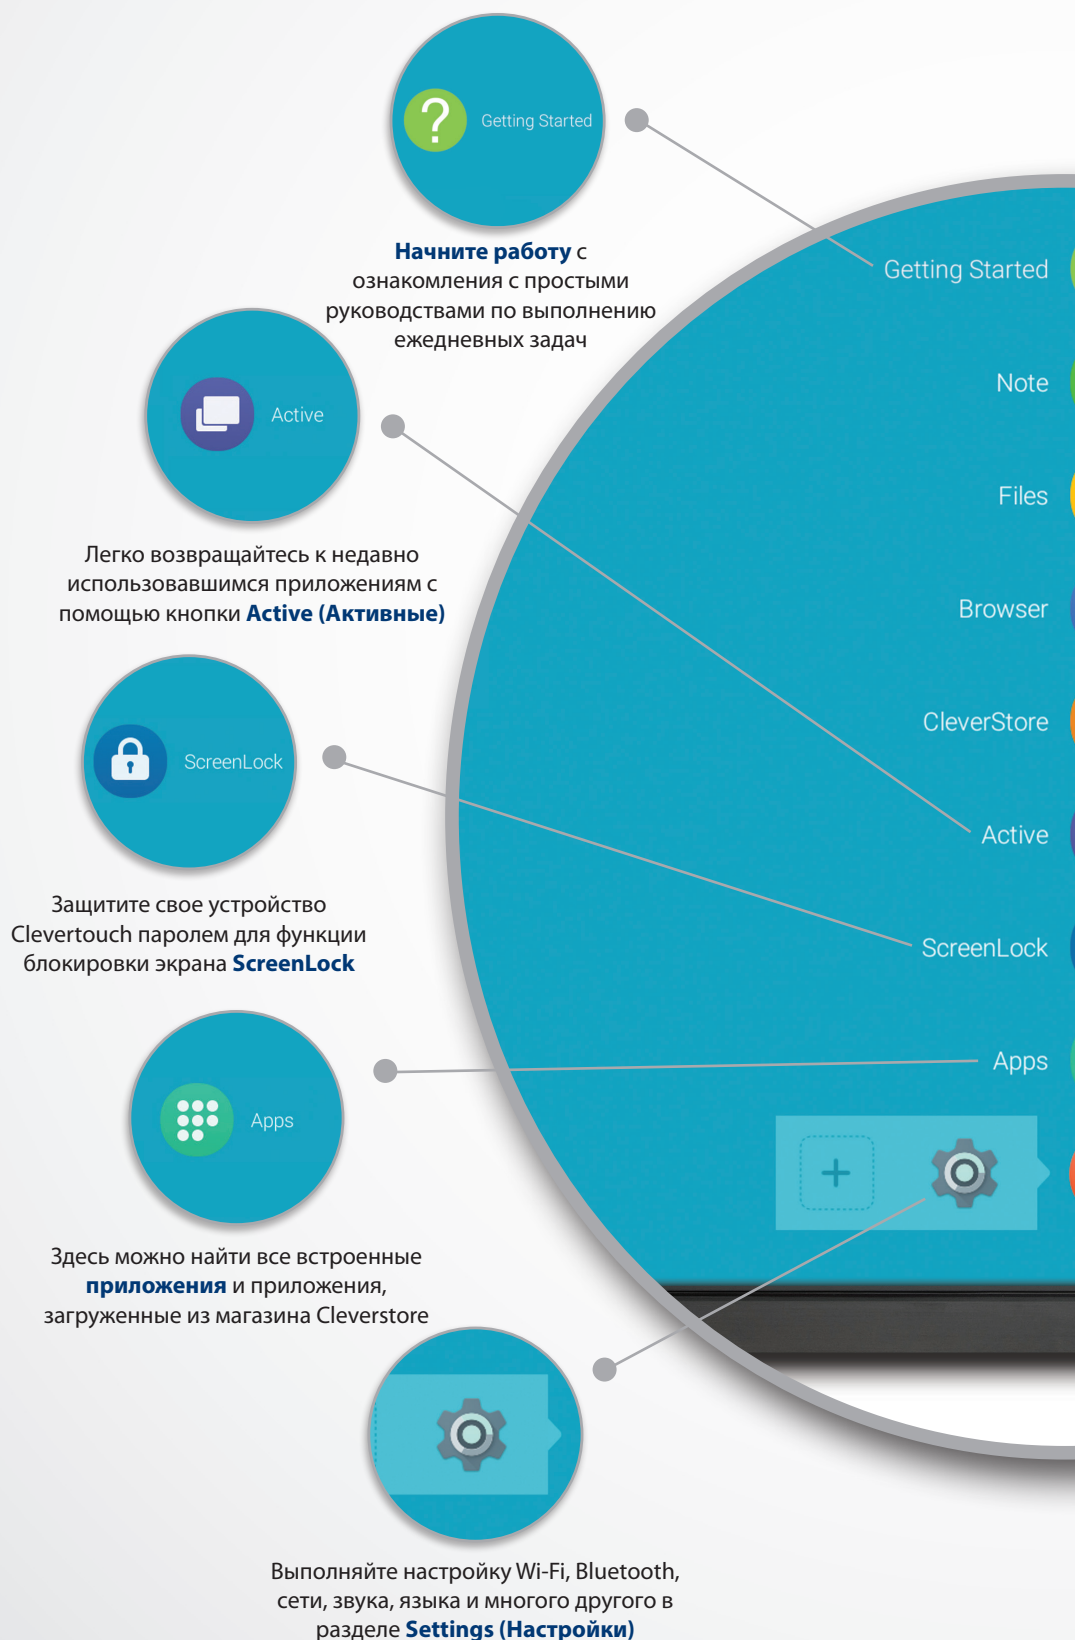 Getting Started
Начните работу с
ознакомления с простыми
руководствами по выполнению
ежедневных задач
Active
Легко возвращайтесь к недавно
использовавшимся приложениям с
помощью кнопки Active (Активные)
ScreenLock
Защитите свое устройство
Clevertouch паролем для функции
блокировки экрана ScreenLock
Apps
Здесь можно найти все встроенные
приложения и приложения,
загруженные из магазина Cleverstore
Выполняйте настройку Wi-Fi, Bluetooth,
сети, звука, языка и многого другого в
разделе Settings (Настройки)
Getting Started
Note
Files
Browser
CleverStore
Active
ScreenLock
Apps